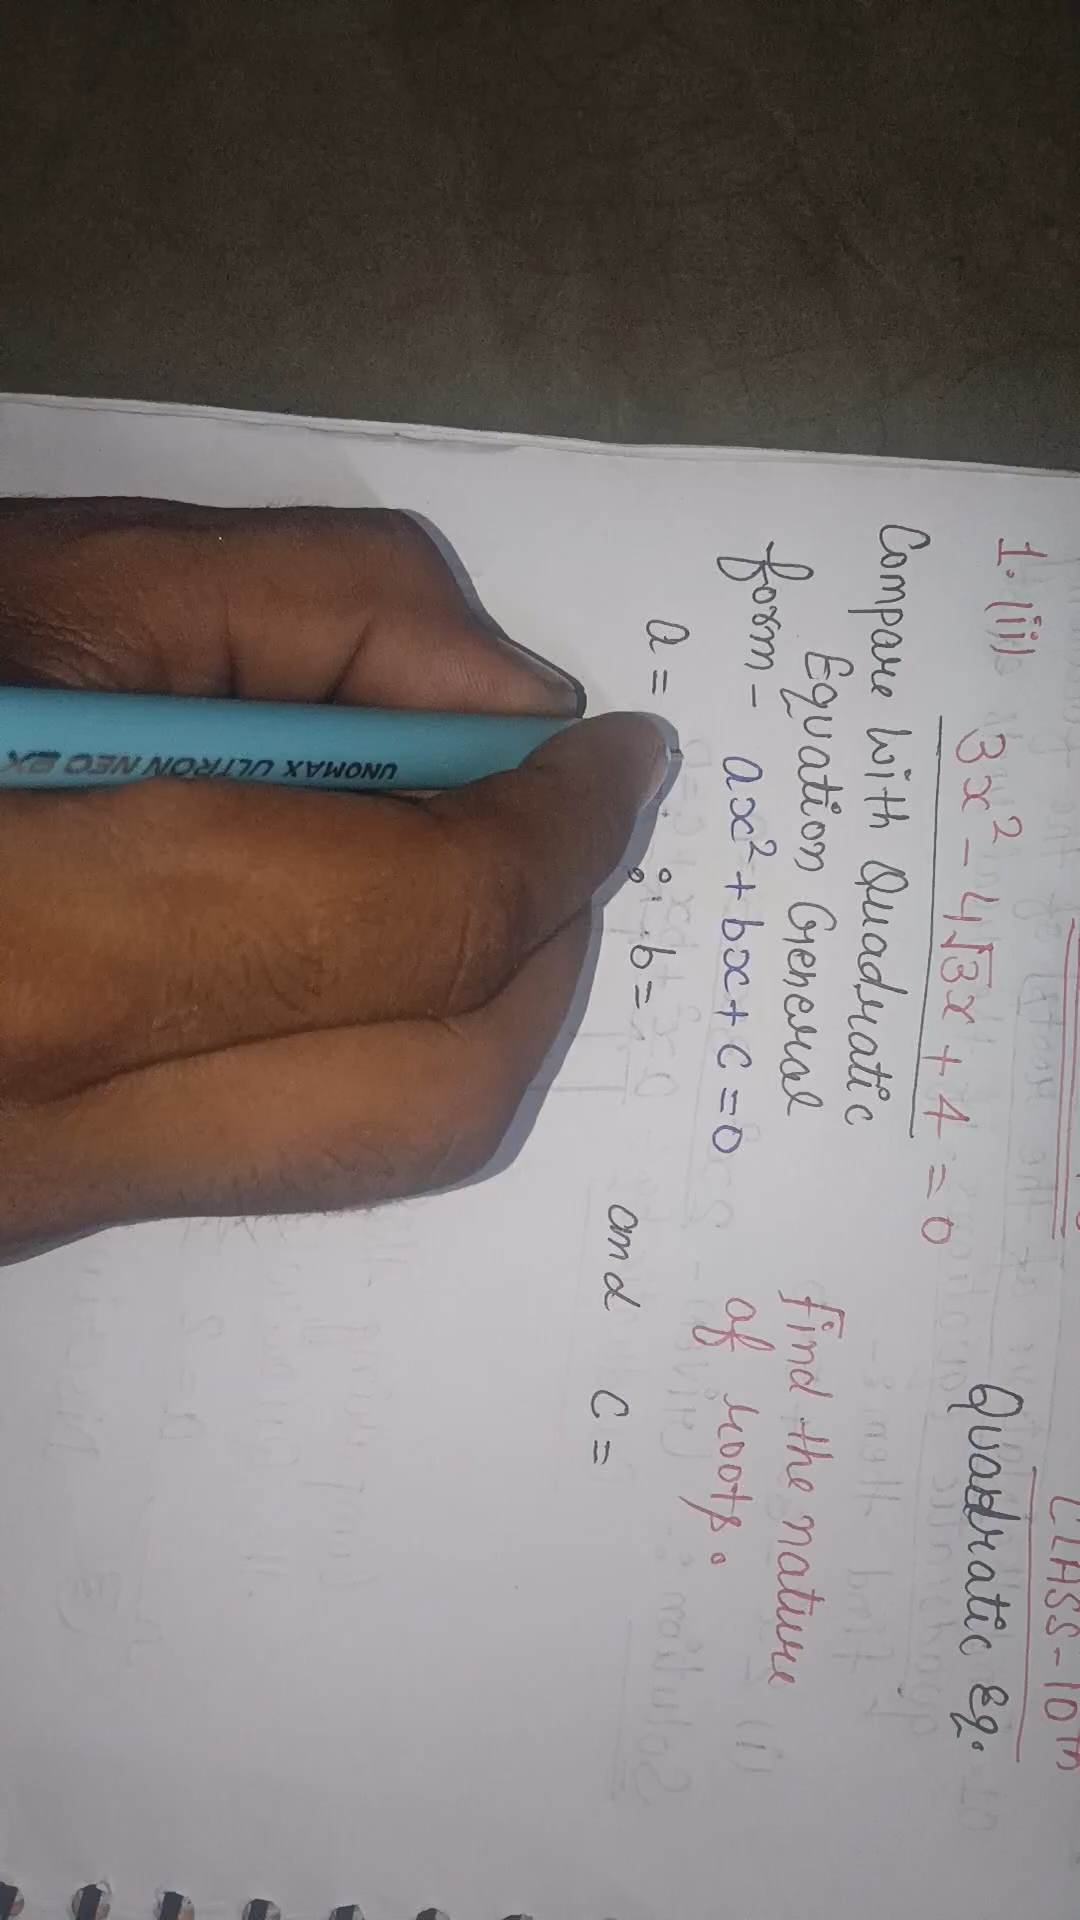 CLASS-10th
Quadratic Eq.
1. (ii) 3x² - 4√3x + 4 = 0
Compare With Quadratic
Equation General
form - ax² + bx + c = 0
find the nature
of roots.
a = ; b = and c =
UNOMAX ULTRON NEO 2X